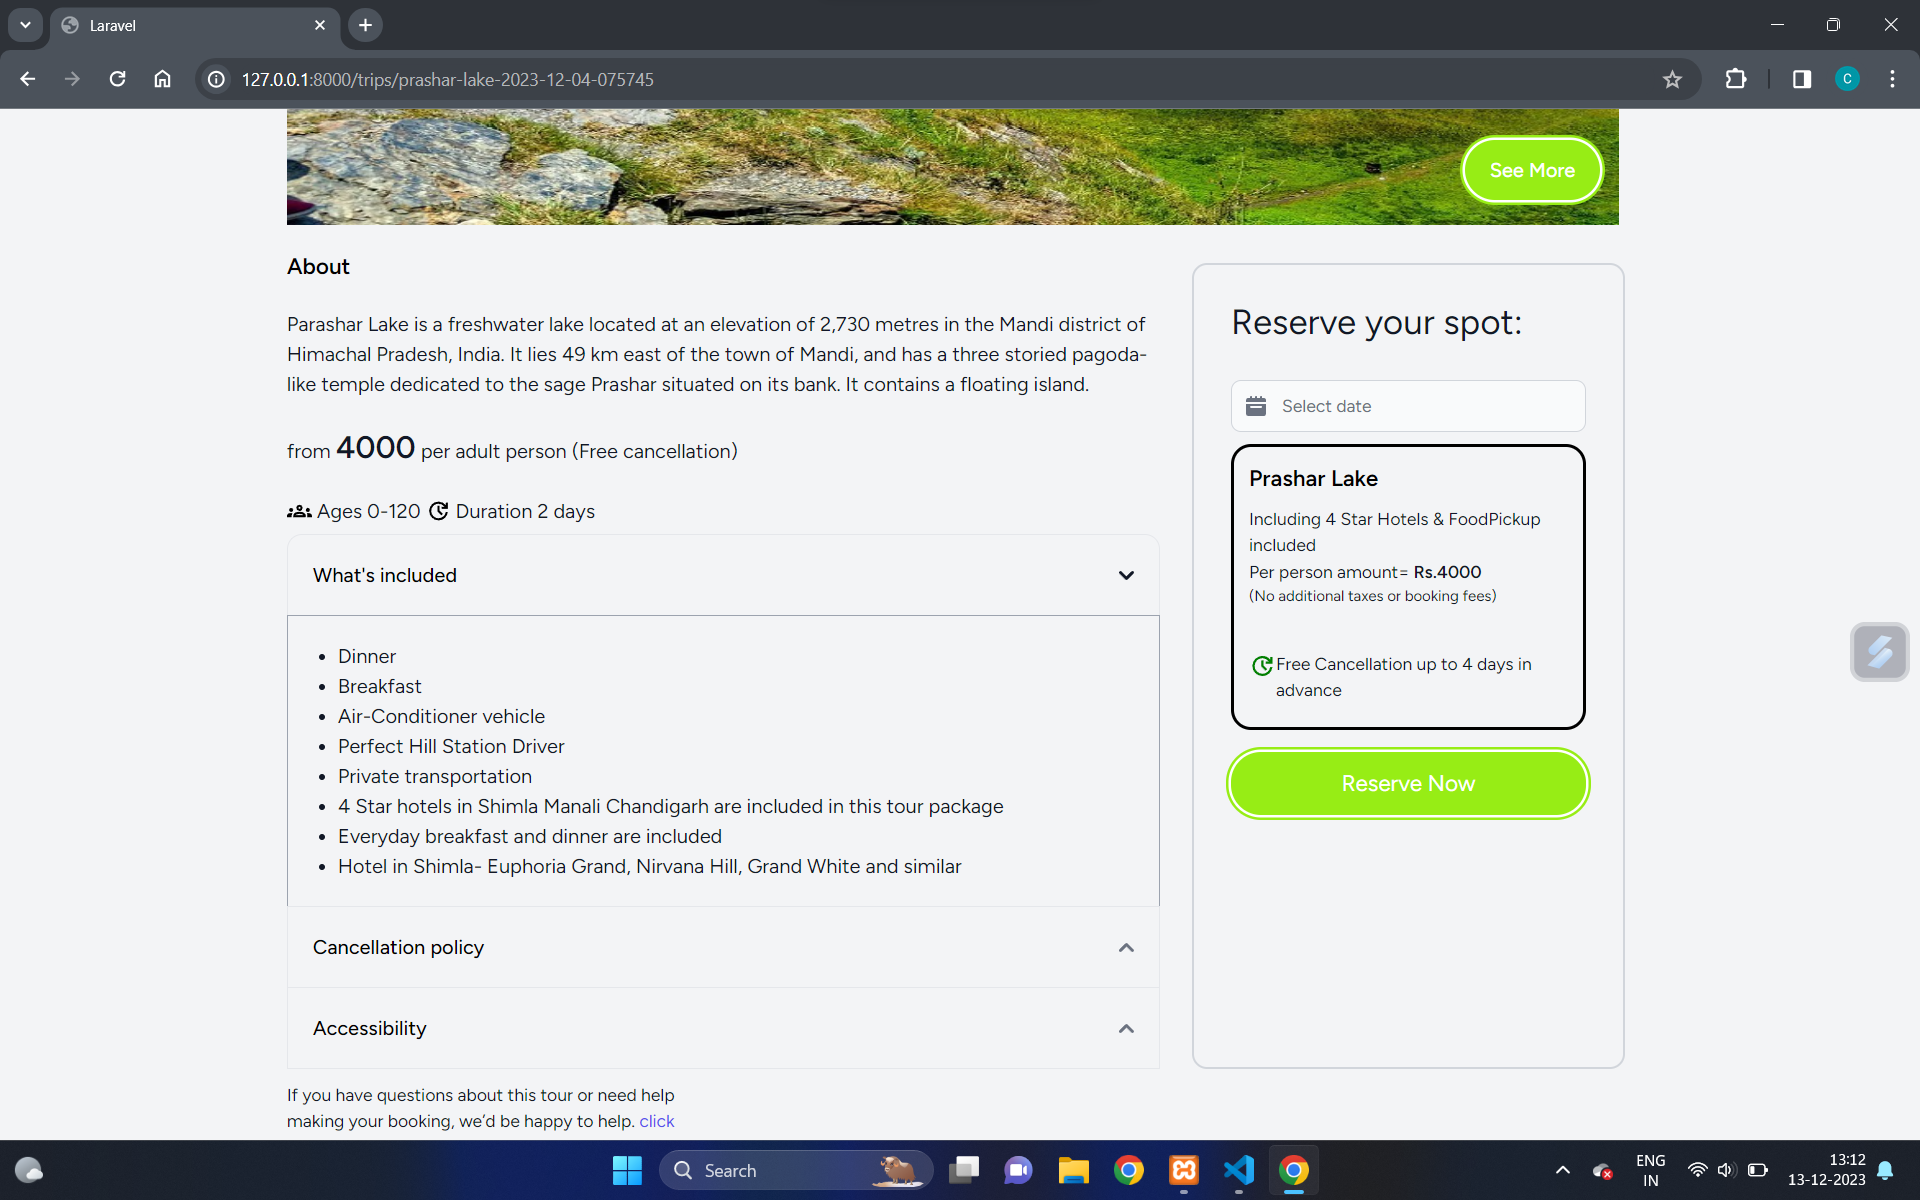 Laravel
127.0.0.1:8000/trips/prashar-lake-2023-12-04-075745
C
See More
About
Parashar Lake is a freshwater lake located at an elevation of 2,730 metres in the Mandi district of
Himachal Pradesh, India. It lies 49 km east of the town of Mandi, and has a three storied pagoda-
like temple dedicated to the sage Prashar situated on its bank. It contains a floating island.
from 4000 per adult person (Free cancellation)
Ages 0-120 Duration 2 days
What's included
• Dinner
• Breakfast
• Air-Conditioner vehicle
• Perfect Hill Station Driver
• Private transportation
• 4 Star hotels in Shimla Manali Chandigarh are included in this tour package
• Everyday breakfast and dinner are included
• Hotel in Shimla- Euphoria Grand, Nirvana Hill, Grand White and similar
Cancellation policy
Accessibility
If you have questions about this tour or need help
making your booking, we’d be happy to help. click
Reserve your spot:
Select date
Prashar Lake
Including 4 Star Hotels & FoodPickup
included
Per person amount= Rs.4000
(No additional taxes or booking fees)
Free Cancellation up to 4 days in
advance
Reserve Now
Search
ENG
IN
13:12
13-12-2023